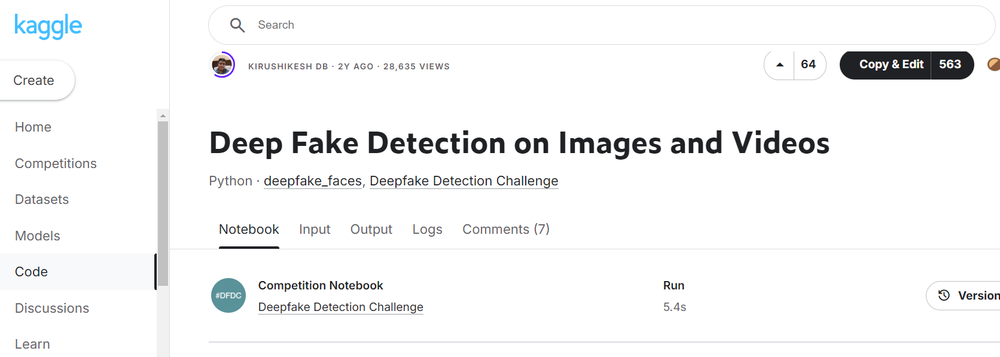 kaggle
Search
KIRUSHIKESH DB · 2Y AGO · 28,635 VIEWS
64
Copy & Edit 563
Create
Home
Competitions
Datasets
Models
Code
Discussions
Learn
Deep Fake Detection on Images and Videos
Python · deepfake_faces, Deepfake Detection Challenge
Notebook Input Output Logs Comments (7)
#DFDC
Competition Notebook
Deepfake Detection Challenge
Run
5.4s
Version